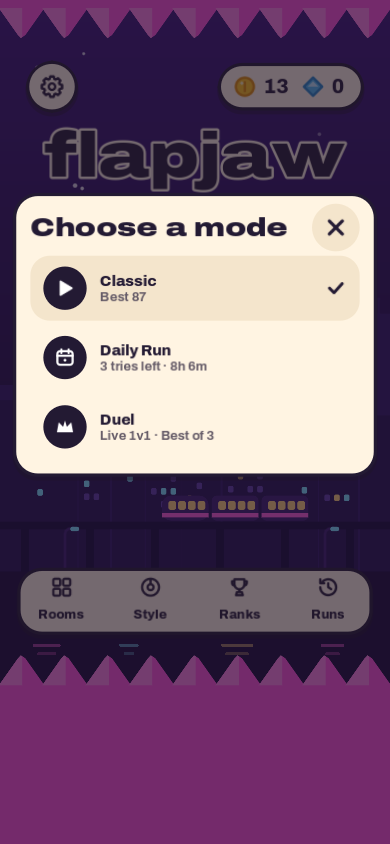 13
0
flapjaw
Choose a mode
Classic
Best 87
Daily Run
3 tries left · 8h 6m
Duel
Live 1v1 · Best of 3
Rooms
Style
Ranks
Runs